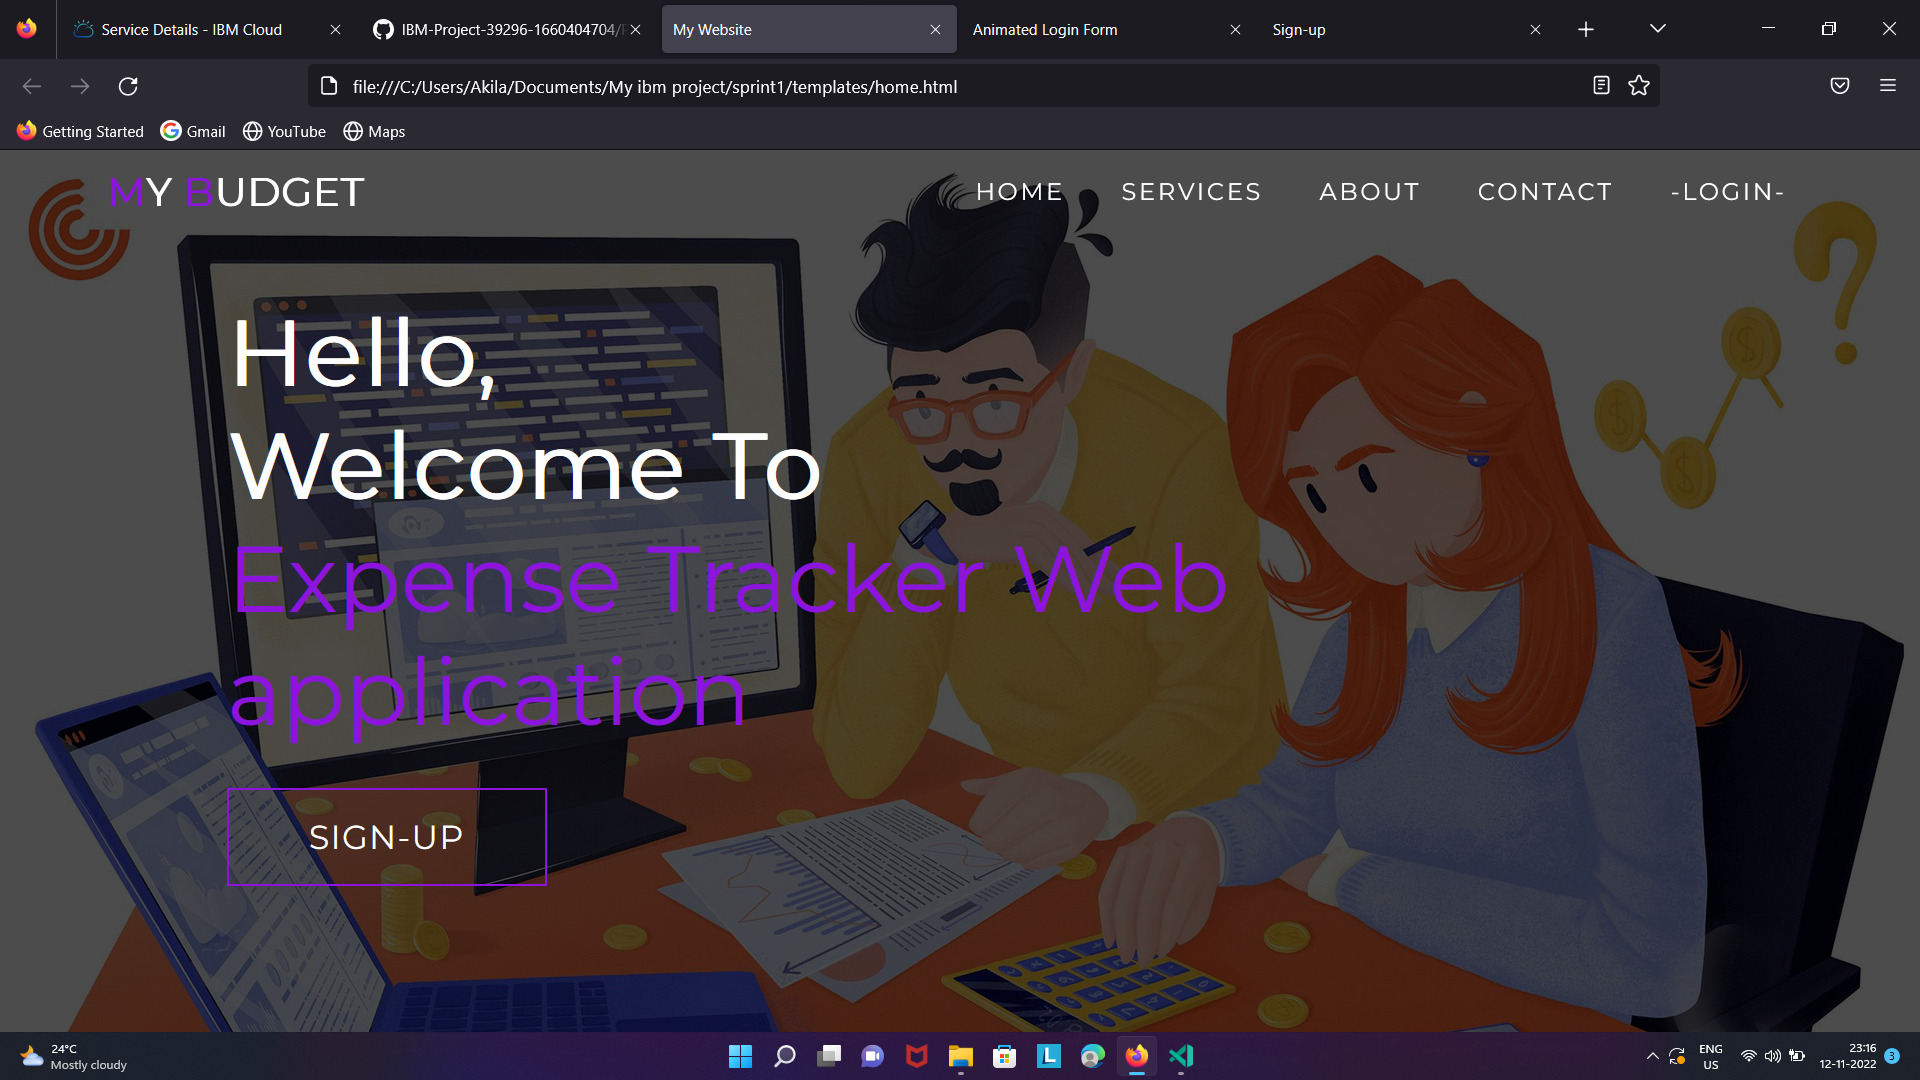 Service Details - IBM Cloud
IBM-Project-39296-1660404704/
My Website
Animated Login Form
Sign-up
file:///C:/Users/Akila/Documents/My ibm project/sprint1/templates/home.html
Getting Started
Gmail
YouTube
Maps
MY BUDGET
HOME
SERVICES
ABOUT
CONTACT
-LOGIN-
Hello,
Welcome To
Expense Tracker Web
application
SIGN-UP
24°C
Mostly cloudy
ENG
US
23:16
12-11-2022
3